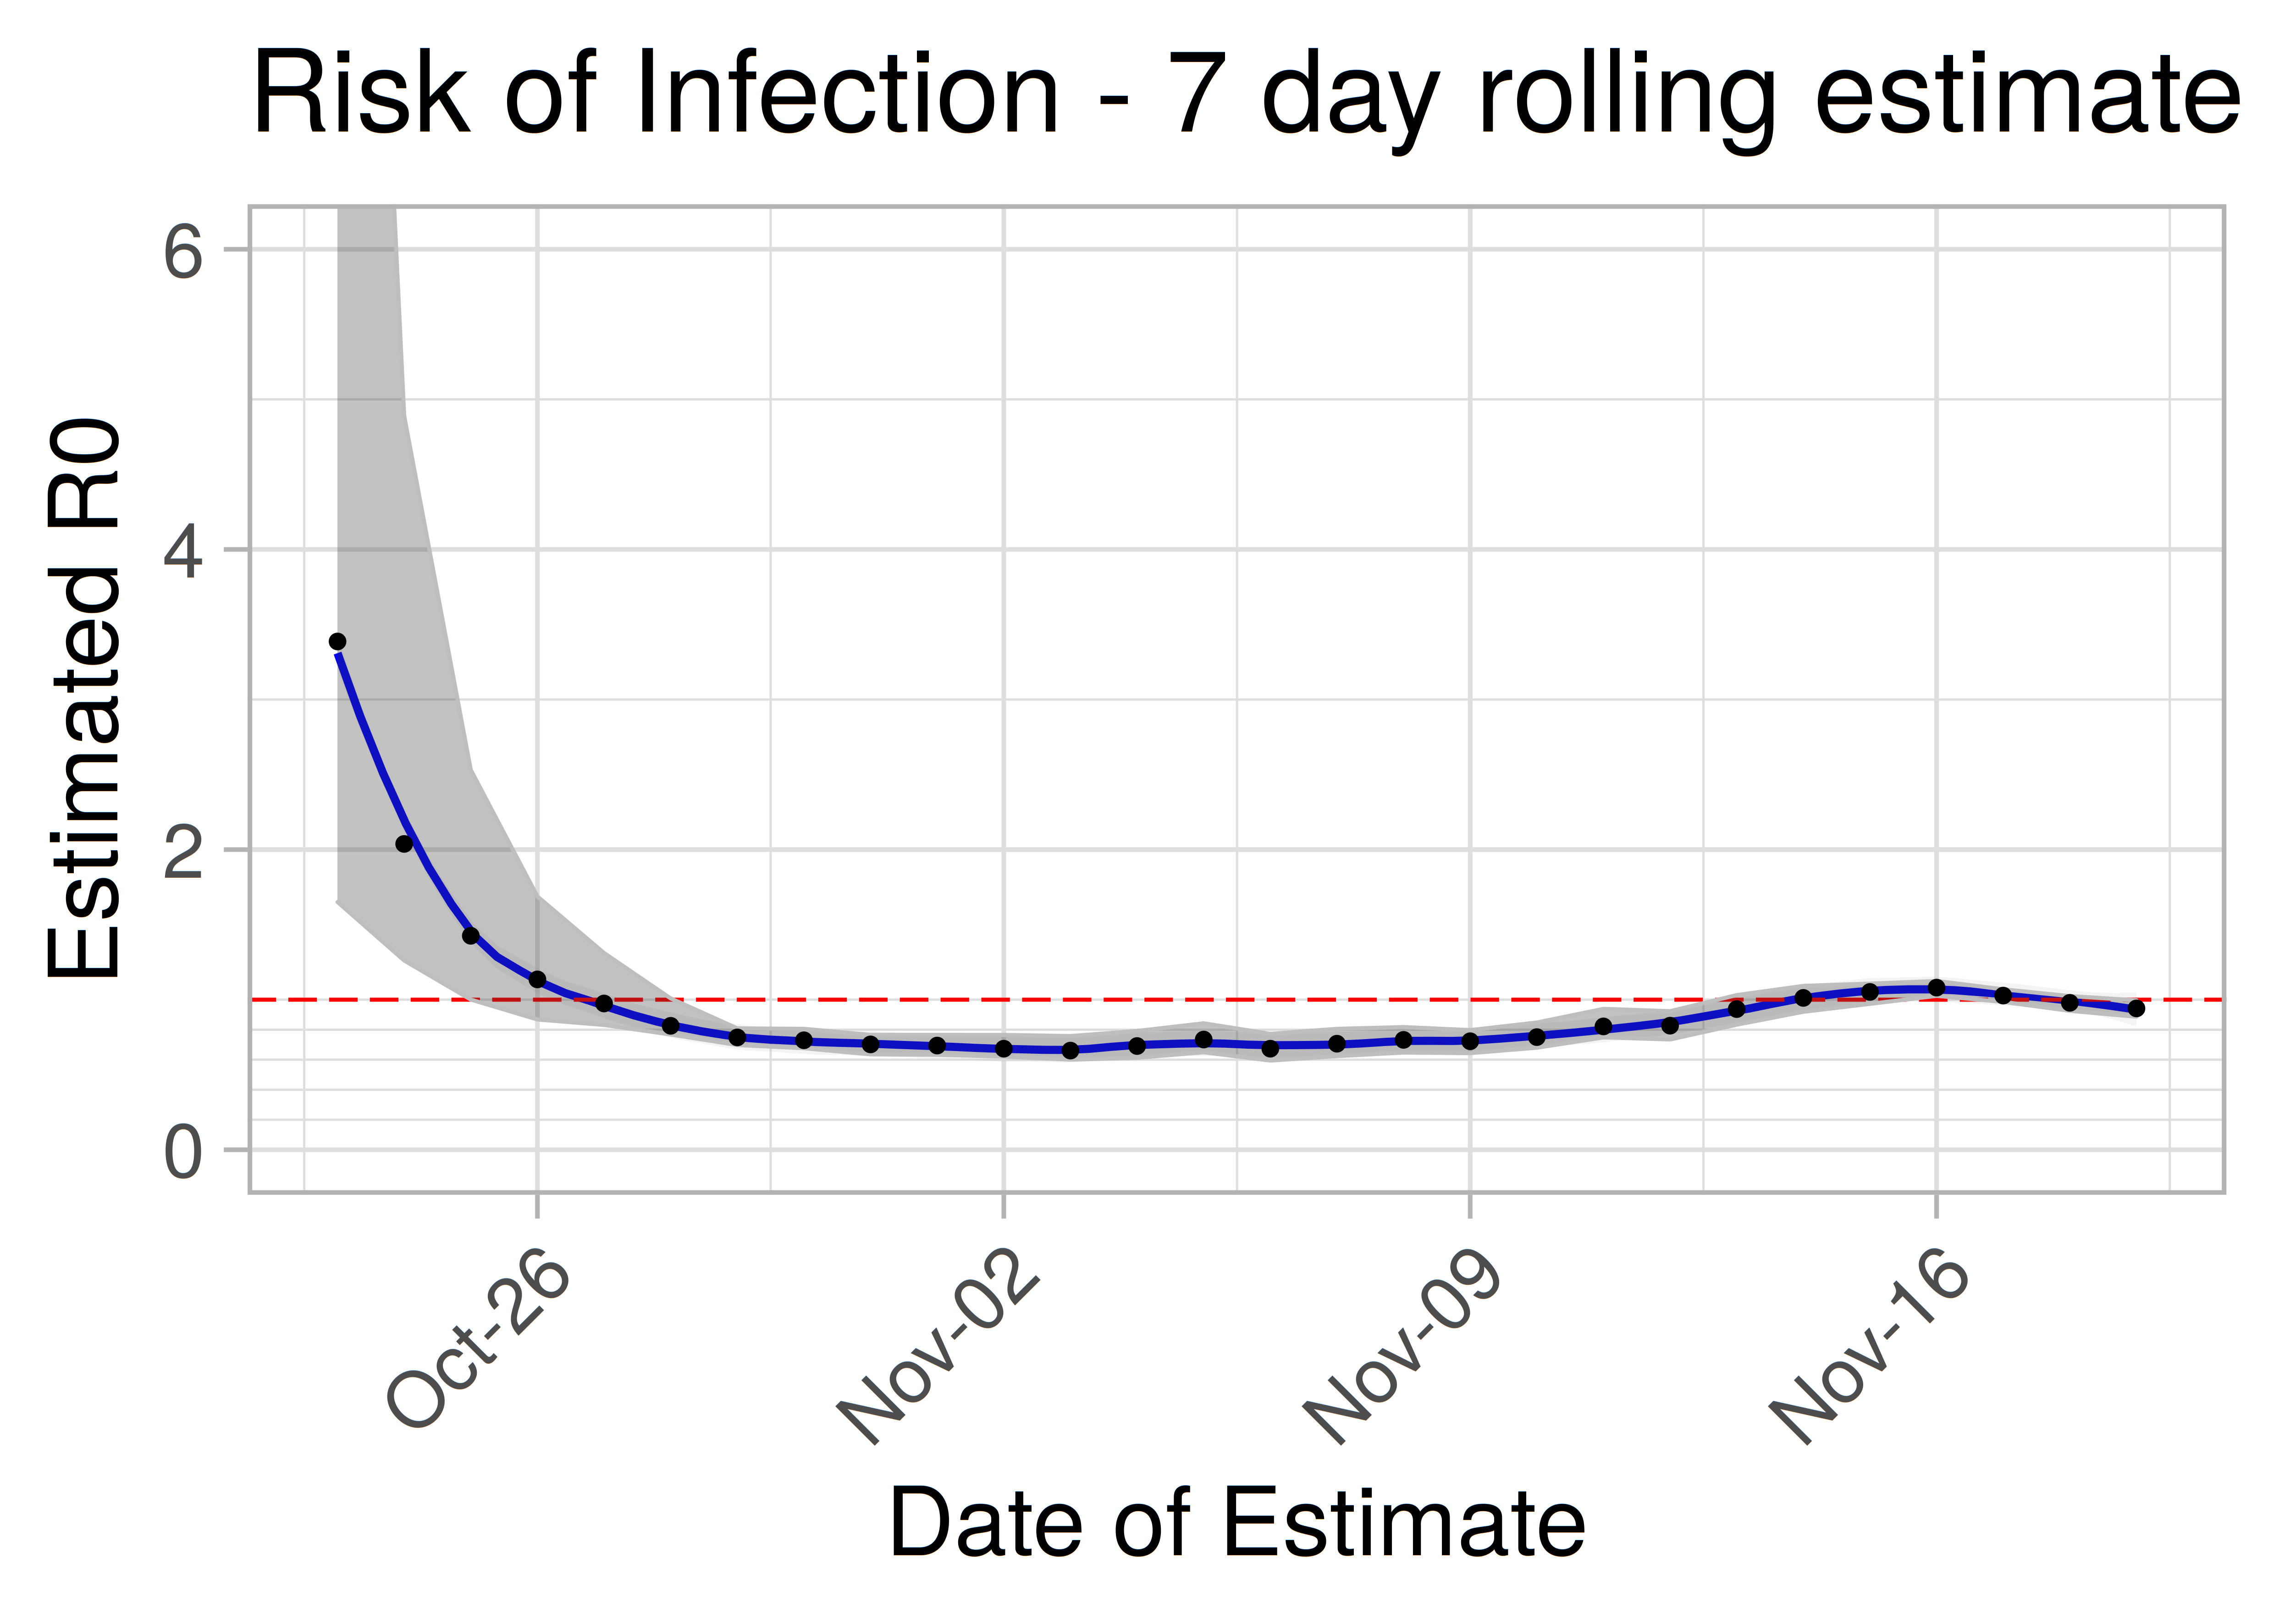 Risk of Infection - 7 day rolling estimate
Estimated R0
6
4
2
0
Oct-26
Nov-02
Nov-09
Nov-16
Date of Estimate